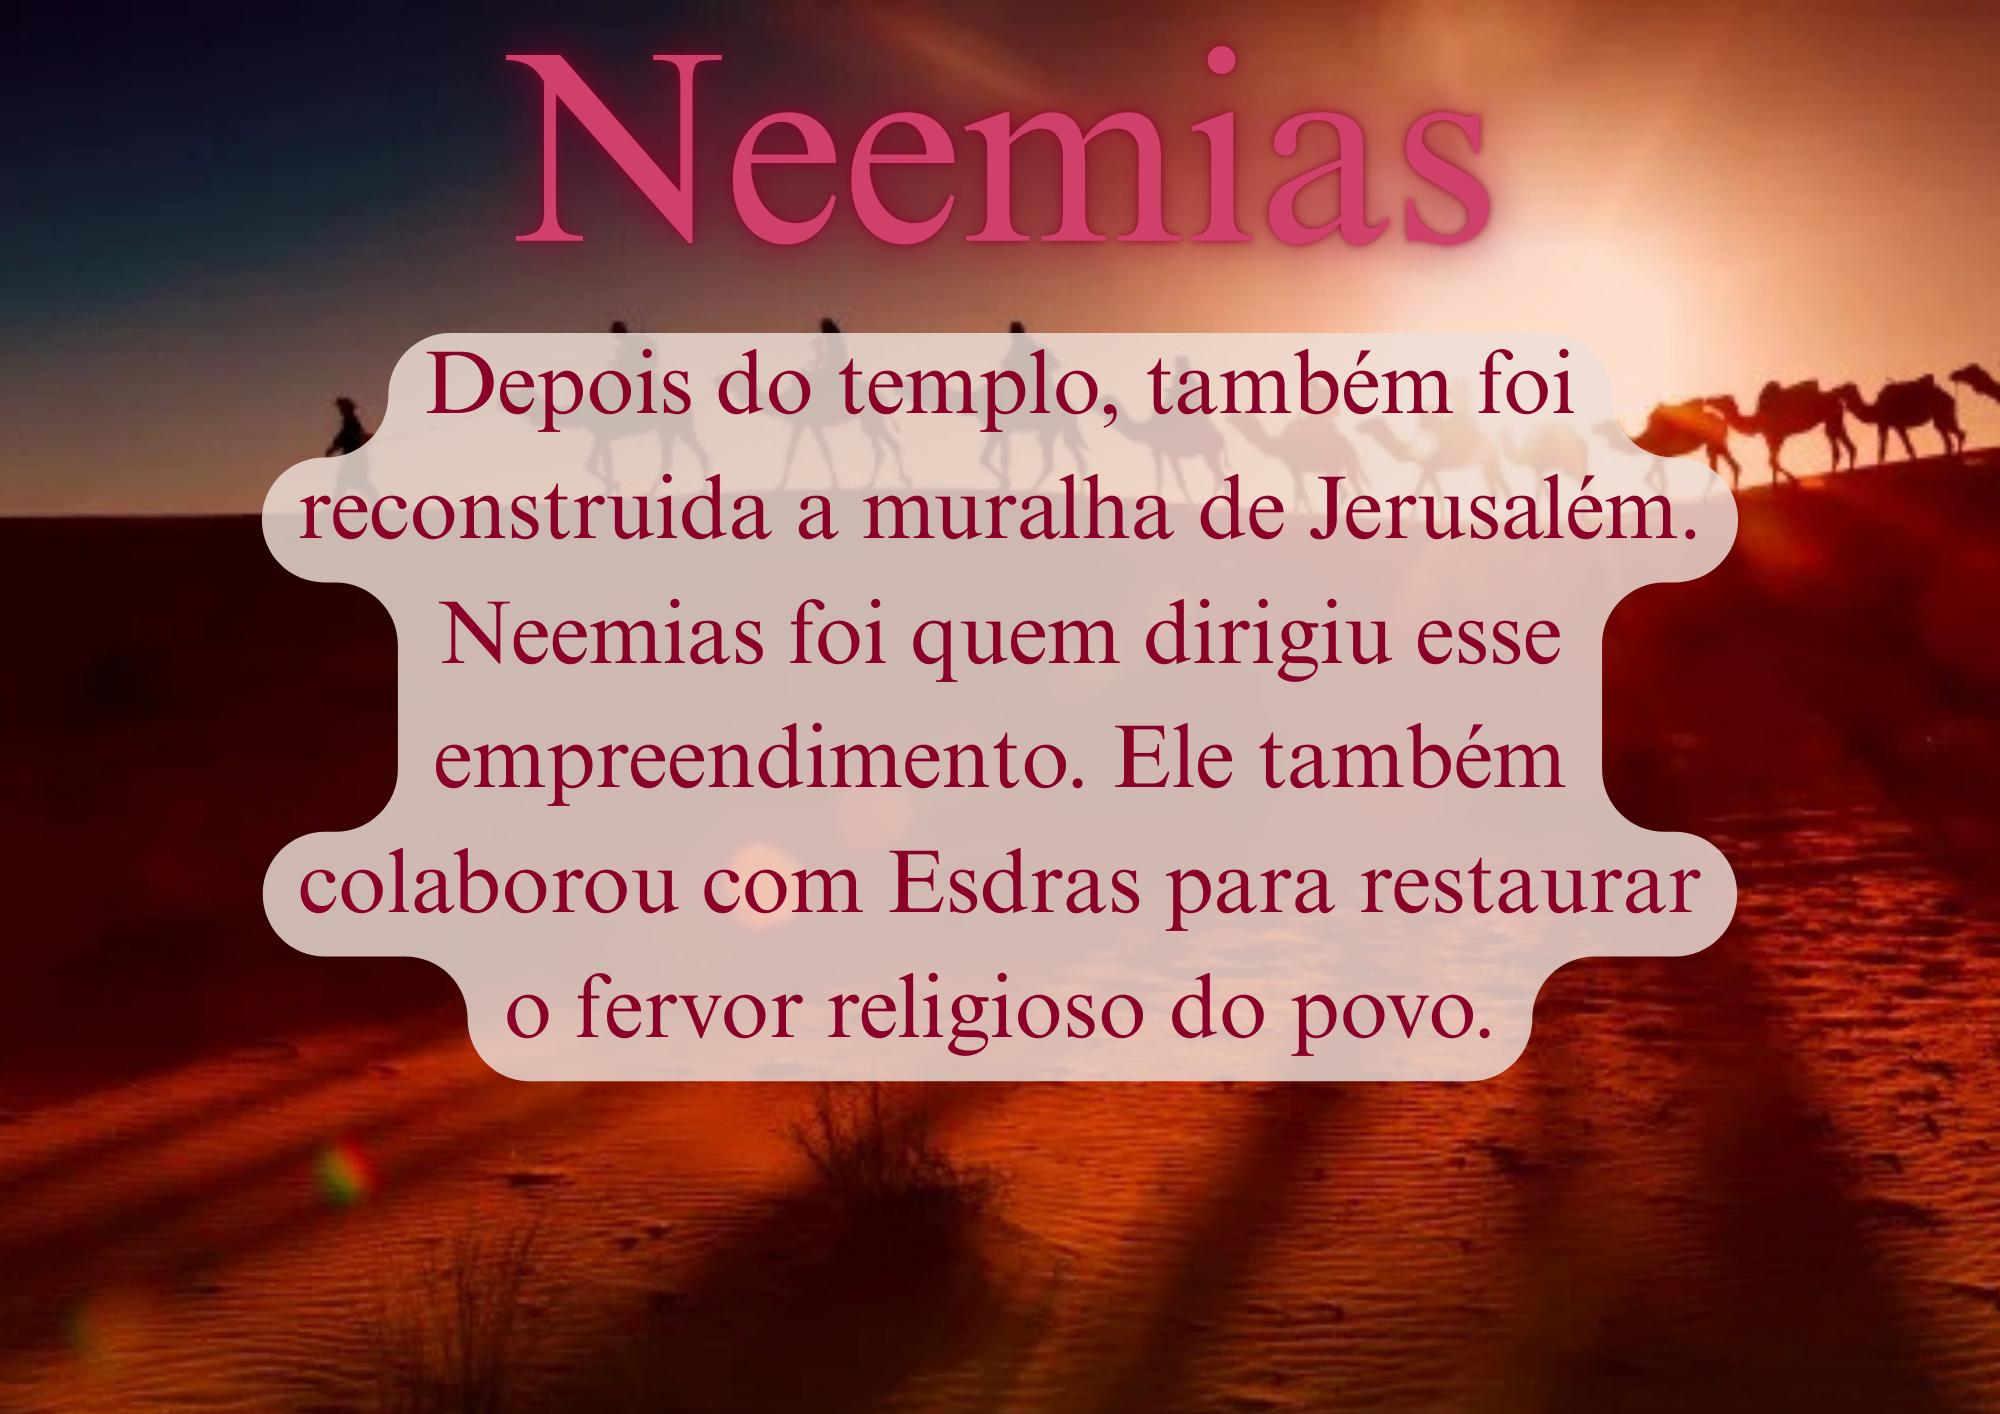 Neemias
Depois do templo, também foi
reconstruida a muralha de Jerusalém.
Neemias foi quem dirigiu esse
empreendimento. Ele também
colaborou com Esdras para restaurar
o fervor religioso do povo.